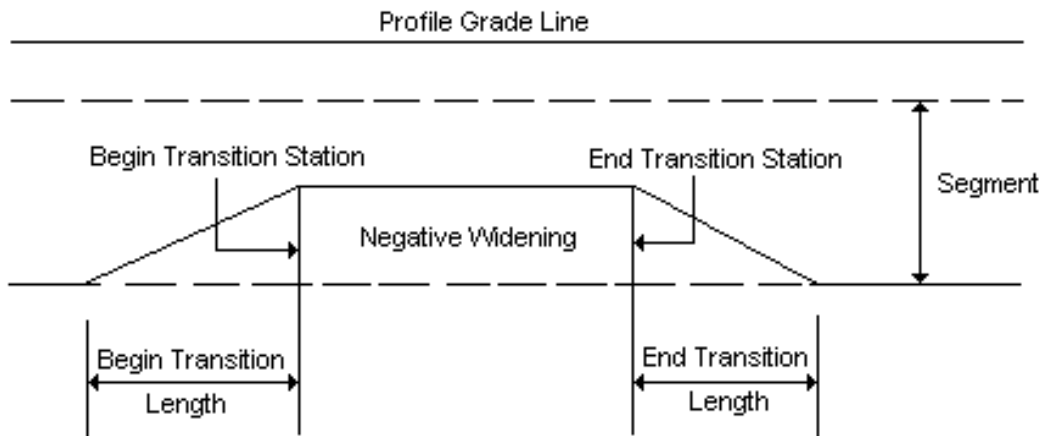 Profile Grade Line
Begin Transition Station
End Transition Station
Segment
Negative Widening
Begin Transition
Length
End Transition
Length